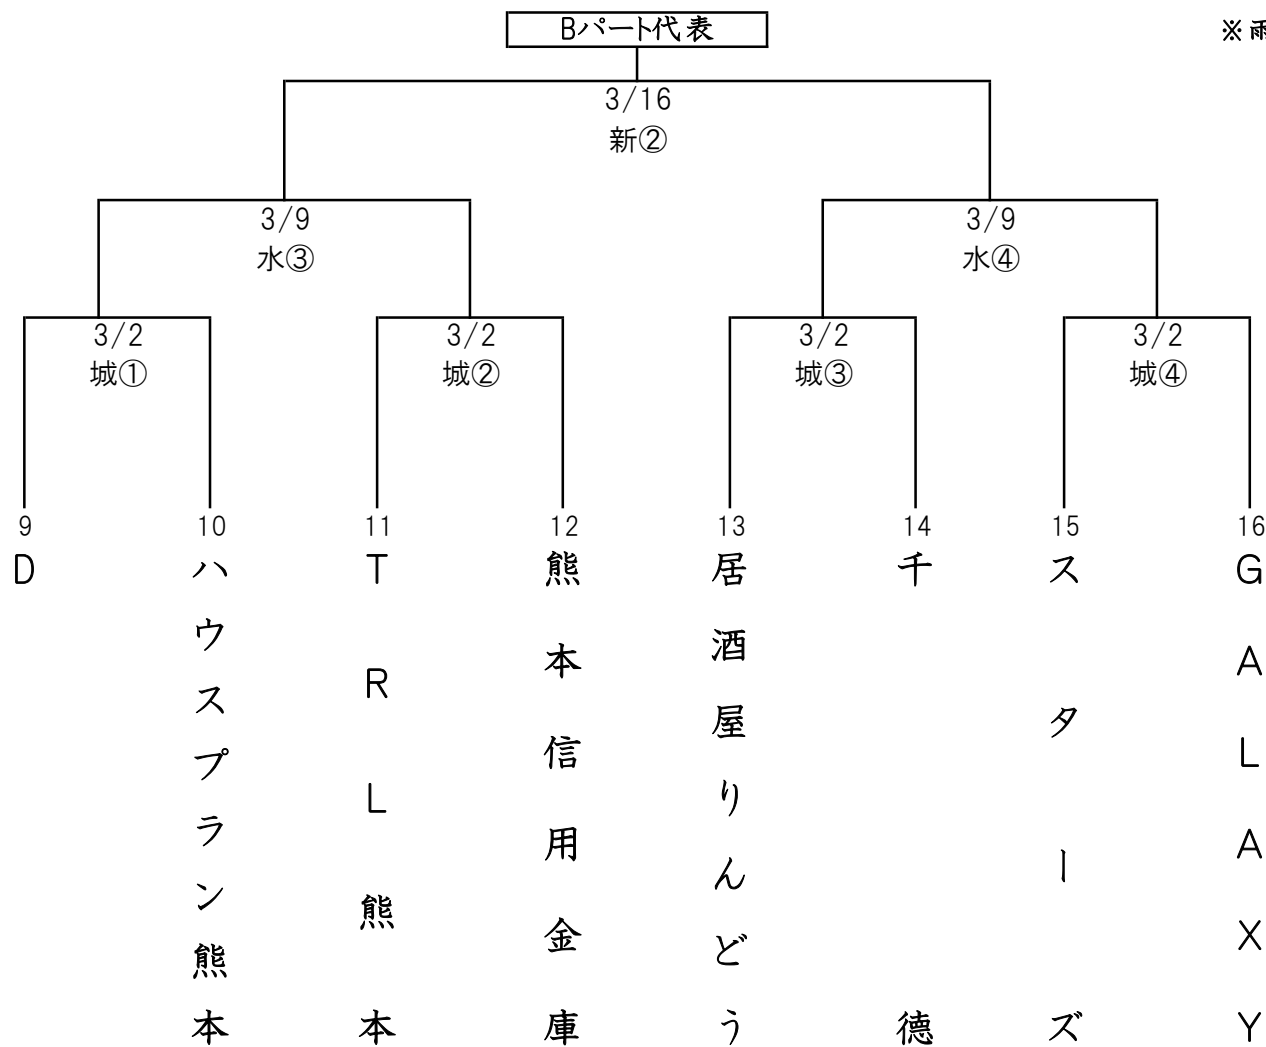 Bパート代表
※雨
3/16
新②
3/9
水③
3/9
水④
3/2
城①
3/2
城②
3/2
城③
3/2
城④
9
10
11
12
13
14
15
16
D
ハウスプラン熊本
TRL熊本
熊本信用金庫
居酒屋りんどう
千徳
スターズ
GALAXY